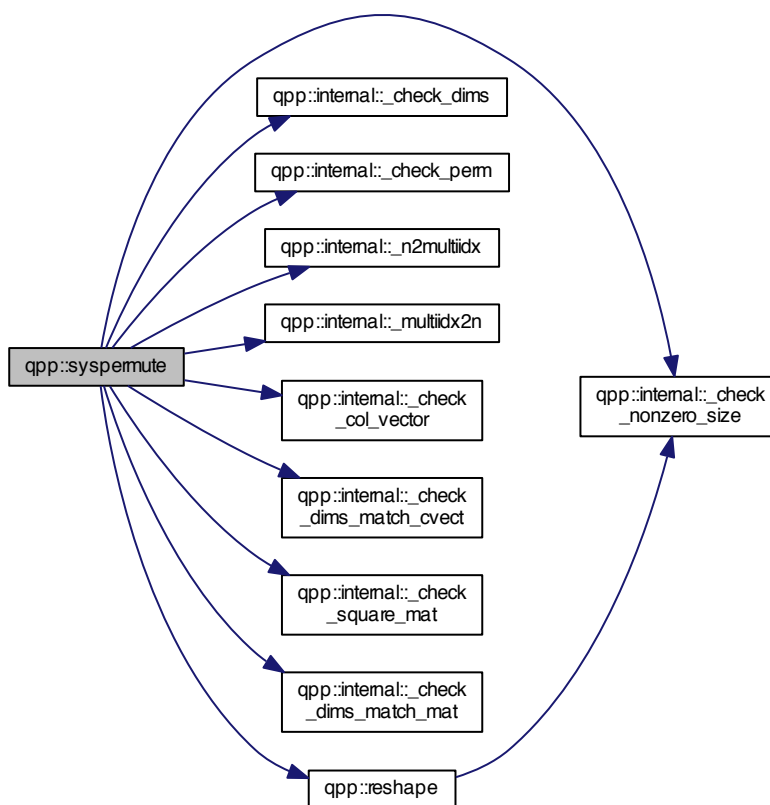 qpp::internal::_check_dims
qpp::internal::_check_perm
qpp::internal::_n2multiidx
qpp::internal::_multiidx2n
qpp::syspermute
qpp::internal::_check
_col_vector
qpp::internal::_check
_nonzero_size
qpp::internal::_check
_dims_match_cvect
qpp::internal::_check
_square_mat
qpp::internal::_check
_dims_match_mat
qpp::reshape